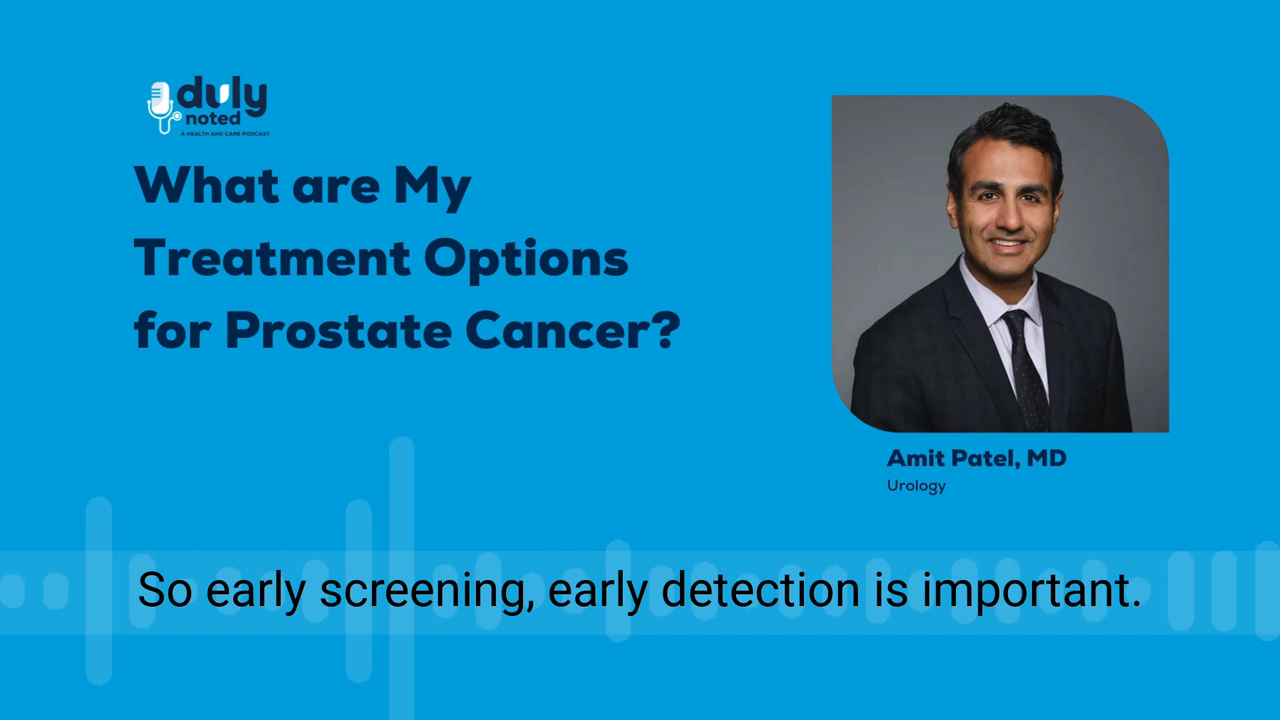 duly
noted
A HEALTH AND CARE PODCAST
What are My
Treatment Options
for Prostate Cancer?
Amit Patel, MD
Urology
So early screening, early detection is important.